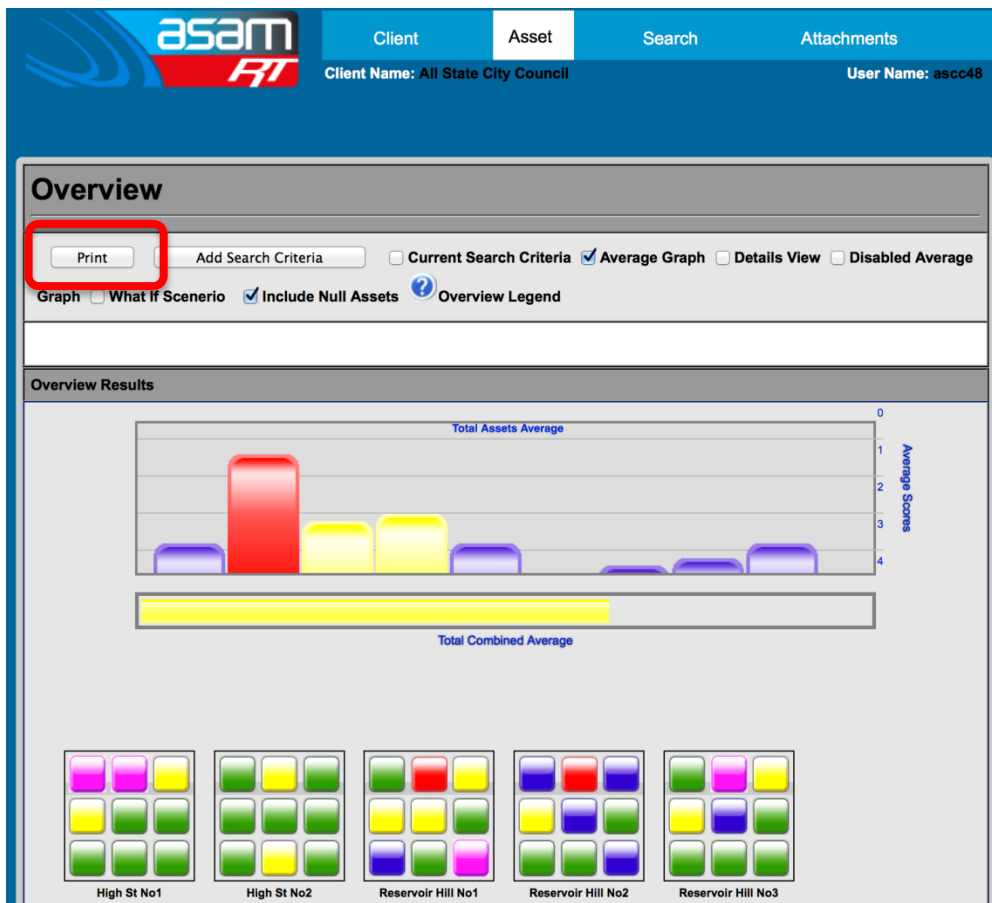 asam
RT
Client Asset Search Attachments
Client Name: All State City Council User Name: ascc48
Overview
Print Add Search Criteria Current Search Criteria Average Graph Details View Disabled Average
Graph What If Scenerio Include Null Assets ? Overview Legend
Overview Results
Total Assets Average
0
1
2
3
4
Average Scores
Total Combined Average
High St No1 High St No2 Reservoir Hill No1 Reservoir Hill No2 Reservoir Hill No3